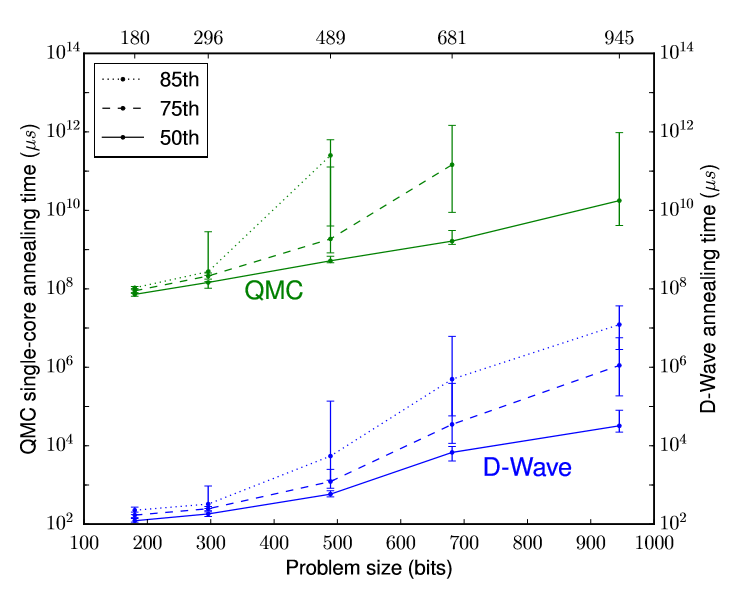 180 296 489 681 945
10^14 10^14
85th
75th
50th
10^12 10^12
10^10 10^10
10^8 10^8
10^6 10^6
10^4 10^4
10^2 10^2
QMC single-core annealing time (μs)
D-Wave annealing time (μs)
QMC
D-Wave
100 200 300 400 500 600 700 800 900 1000
Problem size (bits)